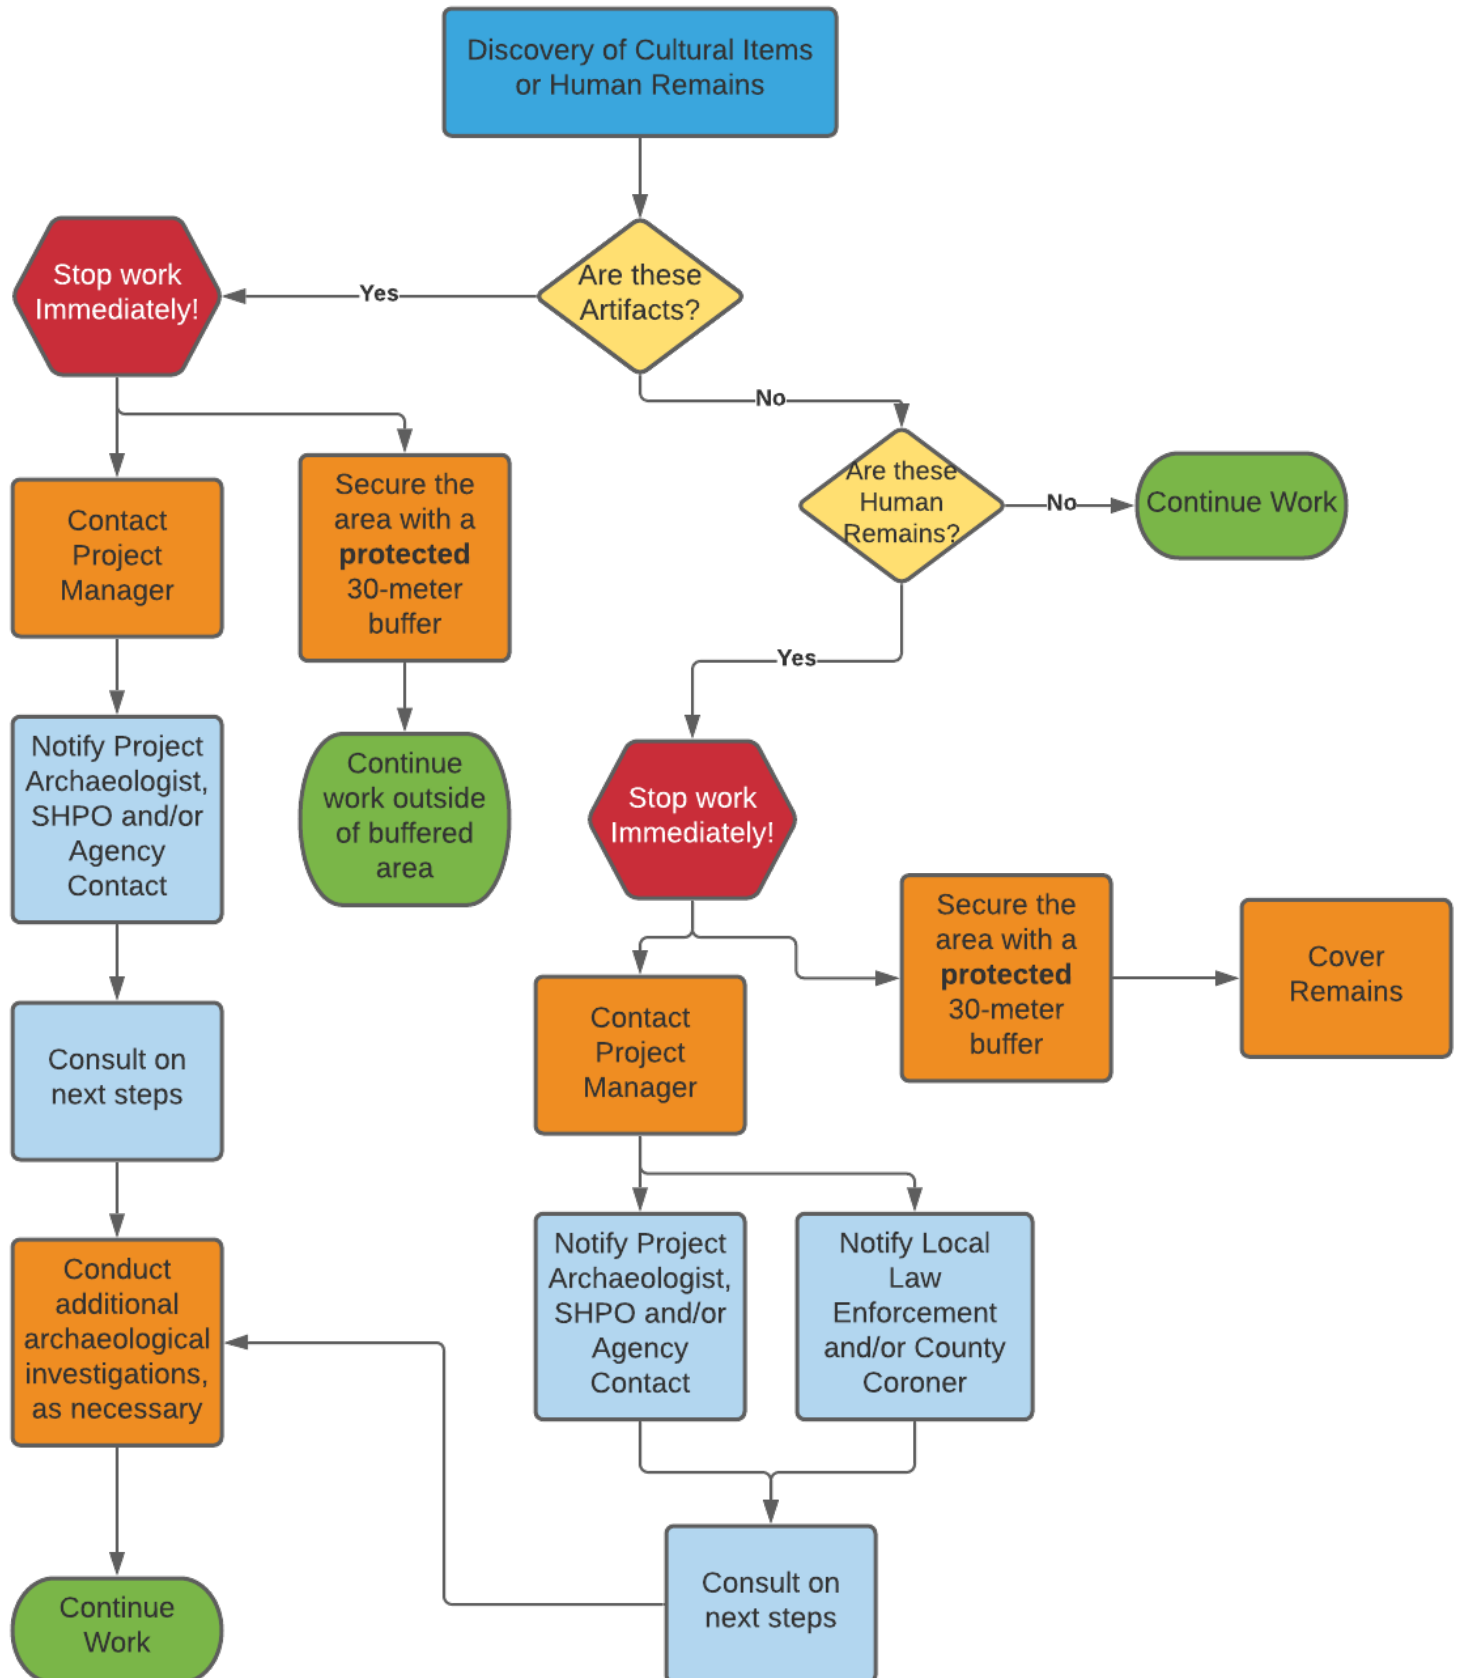 Discovery of Cultural Items
or Human Remains
Are these
Artifacts?
Yes
Stop work
Immediately!
No
Contact
Project
Manager
Secure the
area with a
protected
30-meter
buffer
Are these
Human
Remains?
No
Continue Work
Yes
Notify Project
Archaeologist,
SHPO and/or
Agency
Contact
Continue
work outside
of buffered
area
Stop work
Immediately!
Secure the
area with a
protected
30-meter
buffer
Cover
Remains
Consult on
next steps
Contact
Project
Manager
Conduct
additional
archaeological
investigations,
as necessary
Notify Project
Archaeologist,
SHPO and/or
Agency
Contact
Notify Local
Law
Enforcement
and/or County
Coroner
Continue
Work
Consult on
next steps